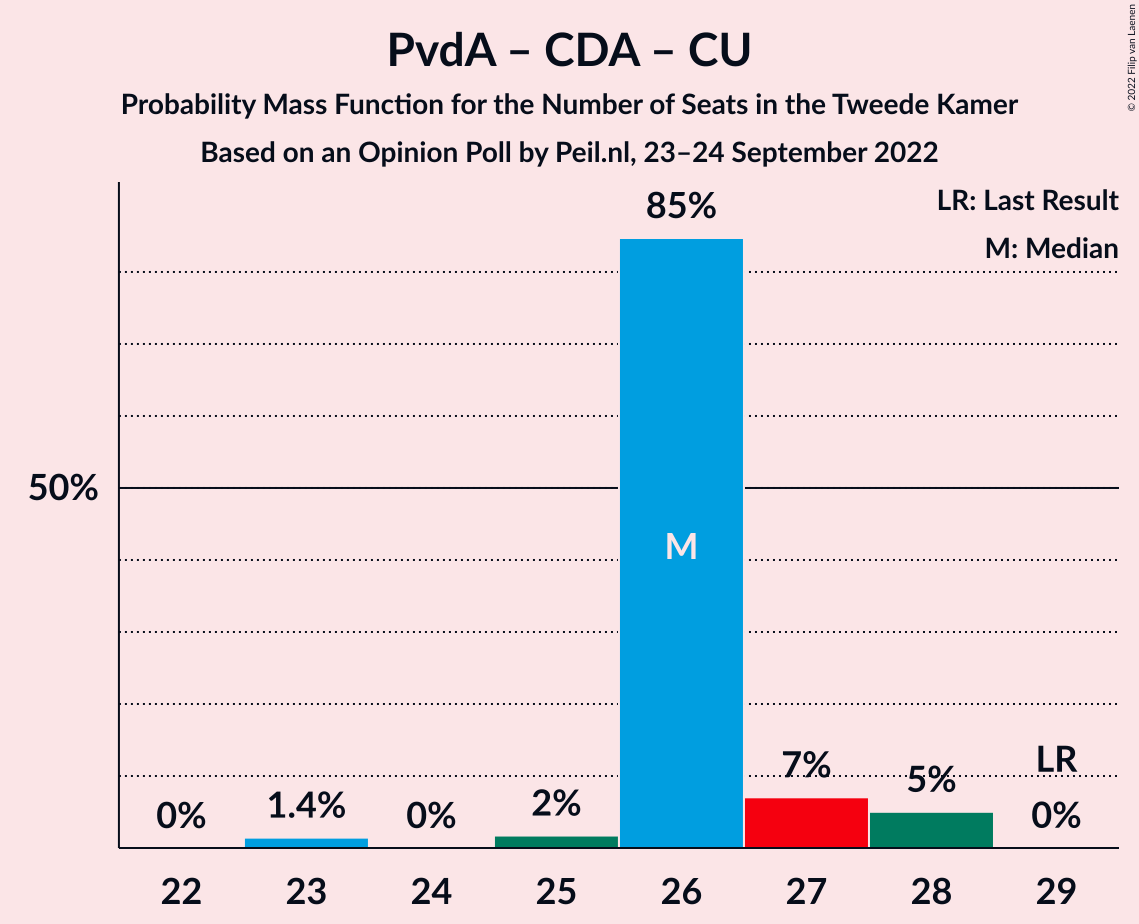 PvdA – CDA – CU
Probability Mass Function for the Number of Seats in the Tweede Kamer
Based on an Opinion Poll by Peil.nl, 23–24 September 2022
© 2022 Filip van Laenen
LR: Last Result
M: Median
85%
50%
M
0%
1.4%
0%
2%
7%
5%
LR
0%
22 23 24 25 26 27 28 29